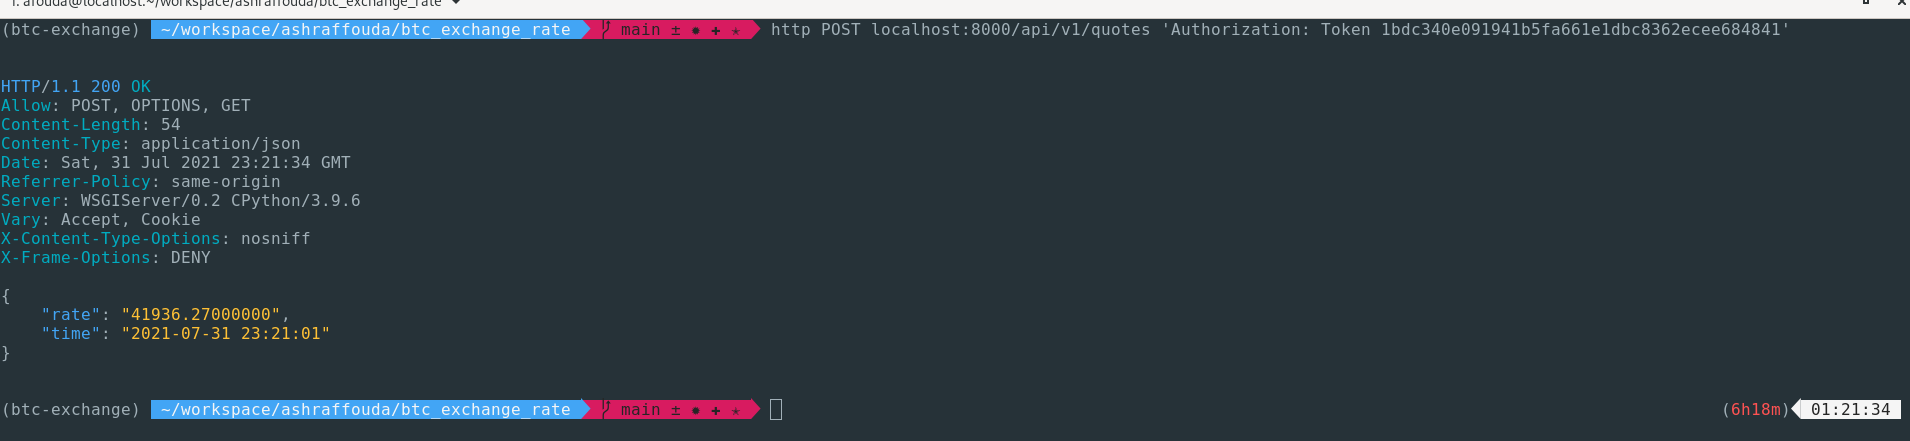 1. afouda@localhost:~/workspace/ashraffouda/btc_exchange_rate
(btc-exchange) ~/workspace/ashraffouda/btc_exchange_rate main ± ● ✚ ★ http POST localhost:8000/api/v1/quotes 'Authorization: Token 1bdc340e091941b5fa661e1dbc8362ecee684841'
HTTP/1.1 200 OK
Allow: POST, OPTIONS, GET
Content-Length: 54
Content-Type: application/json
Date: Sat, 31 Jul 2021 23:21:34 GMT
Referrer-Policy: same-origin
Server: WSGIServer/0.2 CPython/3.9.6
Vary: Accept, Cookie
X-Content-Type-Options: nosniff
X-Frame-Options: DENY
{
    "rate": "41936.27000000",
    "time": "2021-07-31 23:21:01"
}
(btc-exchange) ~/workspace/ashraffouda/btc_exchange_rate main ± ● ✚ ★ (6h18m) 01:21:34